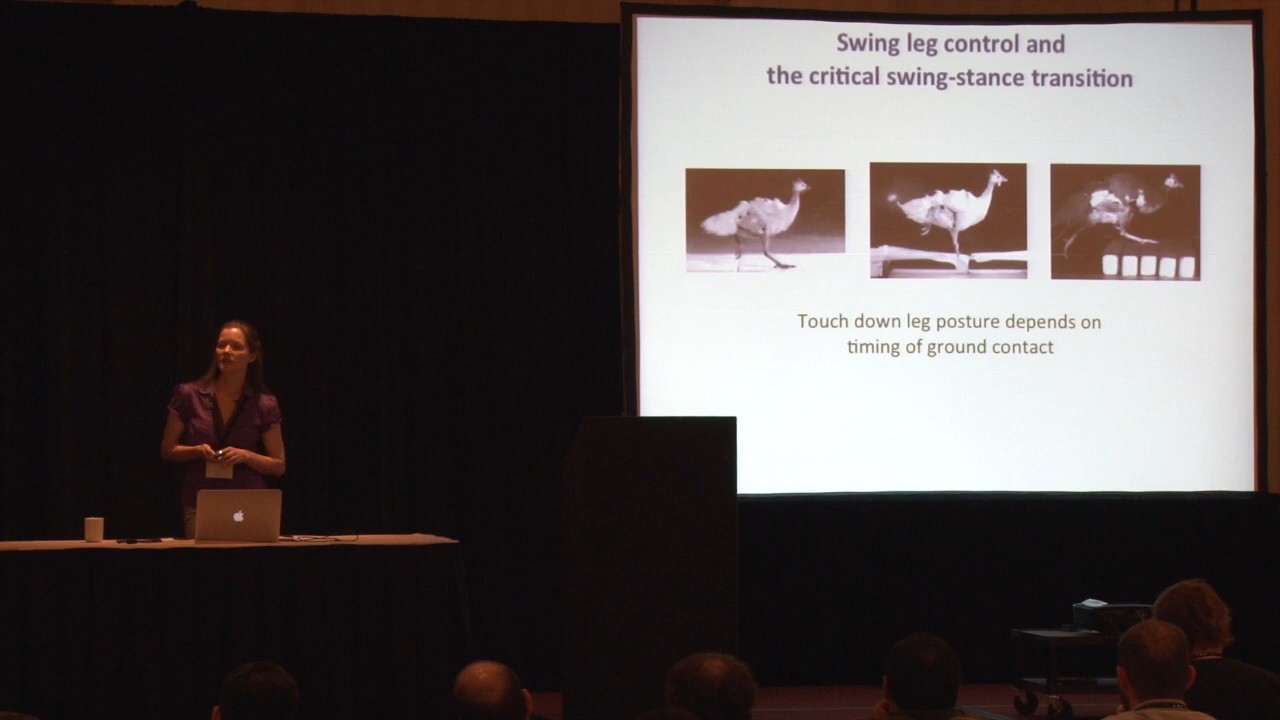 Swing leg control and
the critical swing-stance transition
Touch down leg posture depends on
timing of ground contact